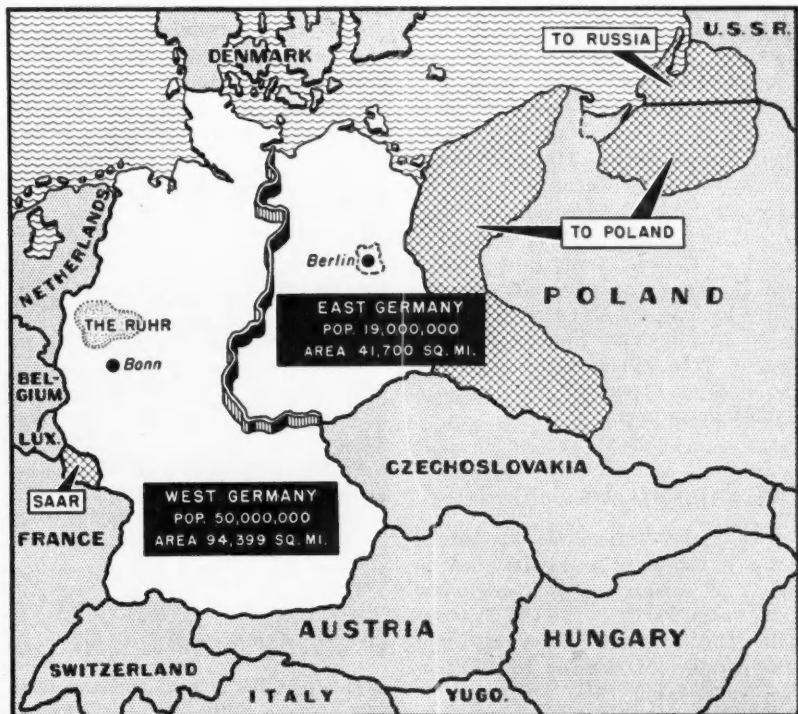 U.S.S.R.
TO RUSSIA
DENMARK
NETHERLANDS
TO POLAND
Berlin
POLAND
EAST GERMANY
POP. 19,000,000
AREA 41,700 SQ. MI.
THE RUHR
Bonn
BEL-
GIUM
LUX.
CZECHOSLOVAKIA
SAAR
WEST GERMANY
POP. 50,000,000
AREA 94,399 SQ. MI.
FRANCE
AUSTRIA
HUNGARY
SWITZERLAND
ITALY
YUGO.